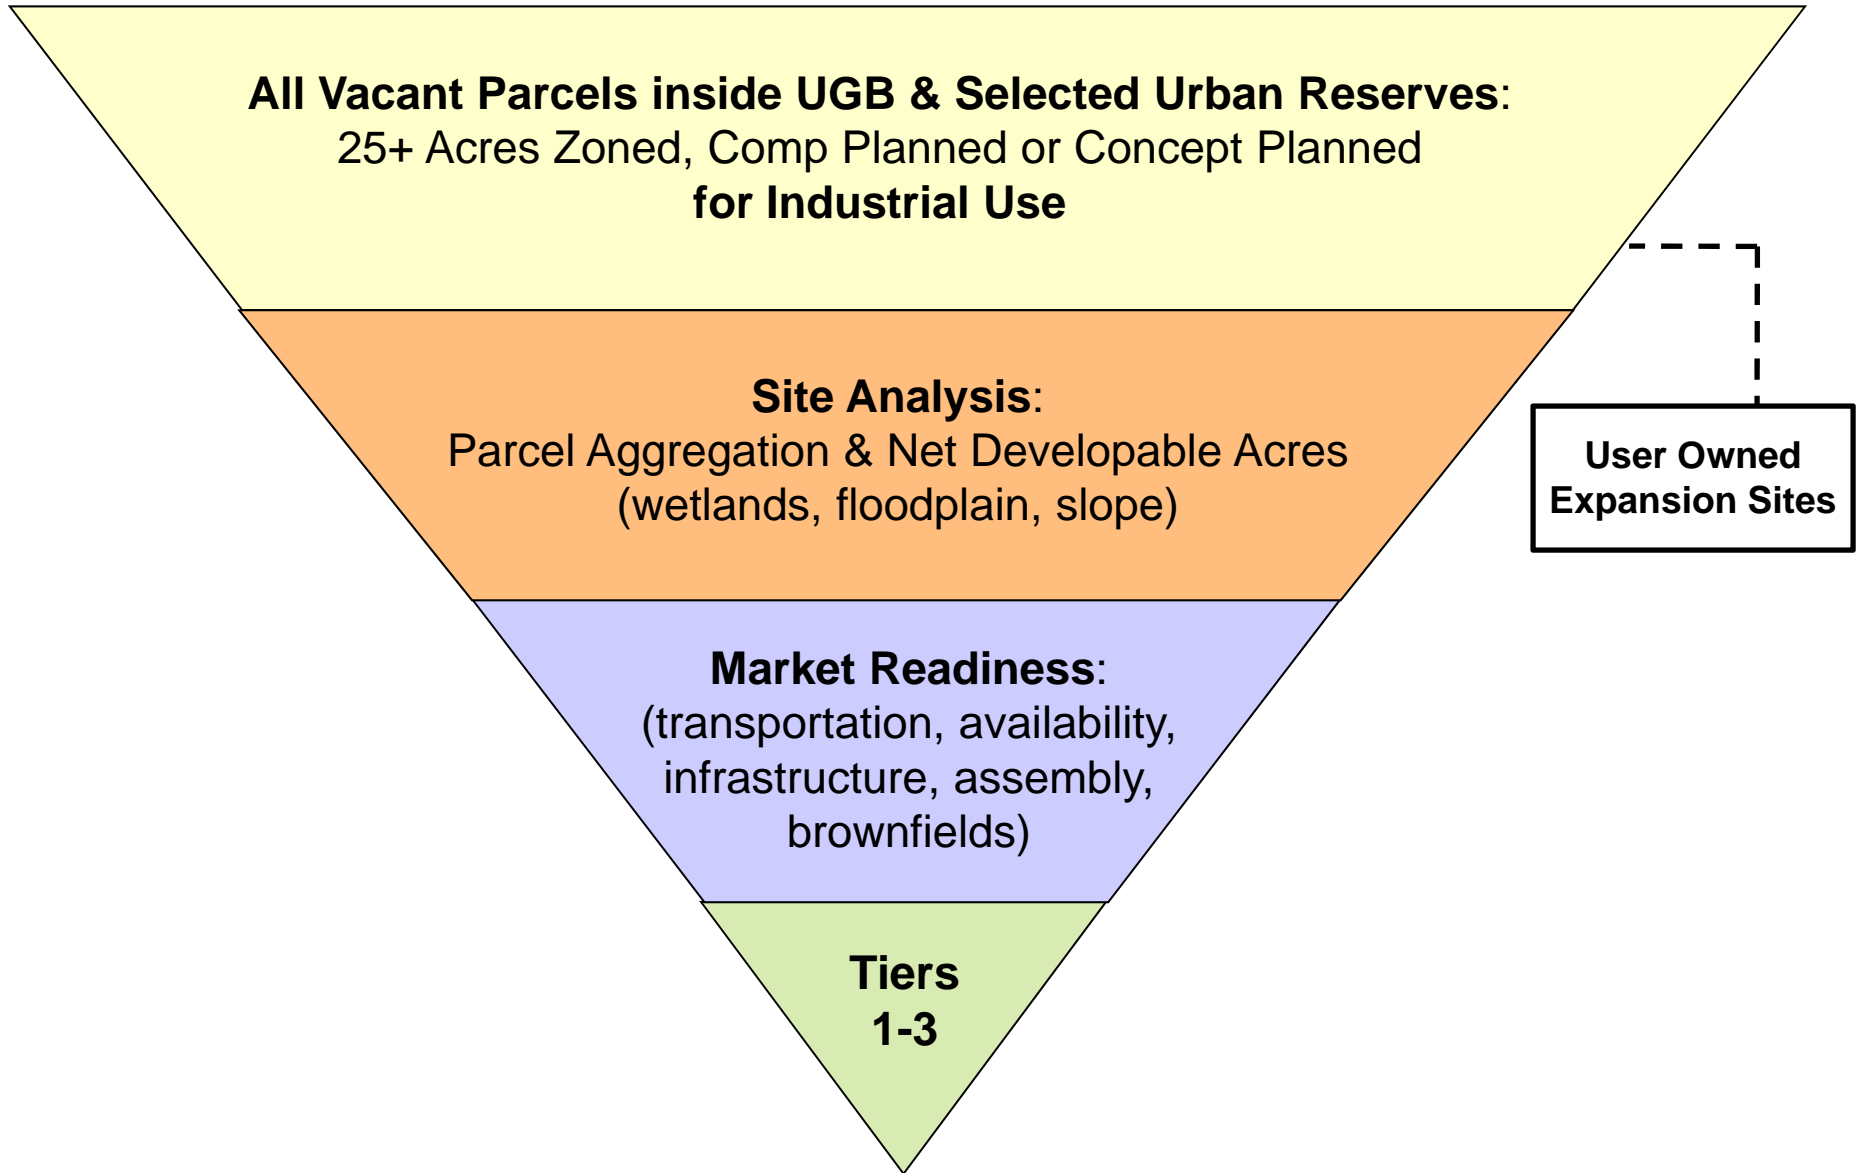 All Vacant Parcels inside UGB & Selected Urban Reserves:
25+ Acres Zoned, Comp Planned or Concept Planned
for Industrial Use
Site Analysis:
Parcel Aggregation & Net Developable Acres
(wetlands, floodplain, slope)
User Owned
Expansion Sites
Market Readiness:
(transportation, availability,
infrastructure, assembly,
brownfields)
Tiers
1-3